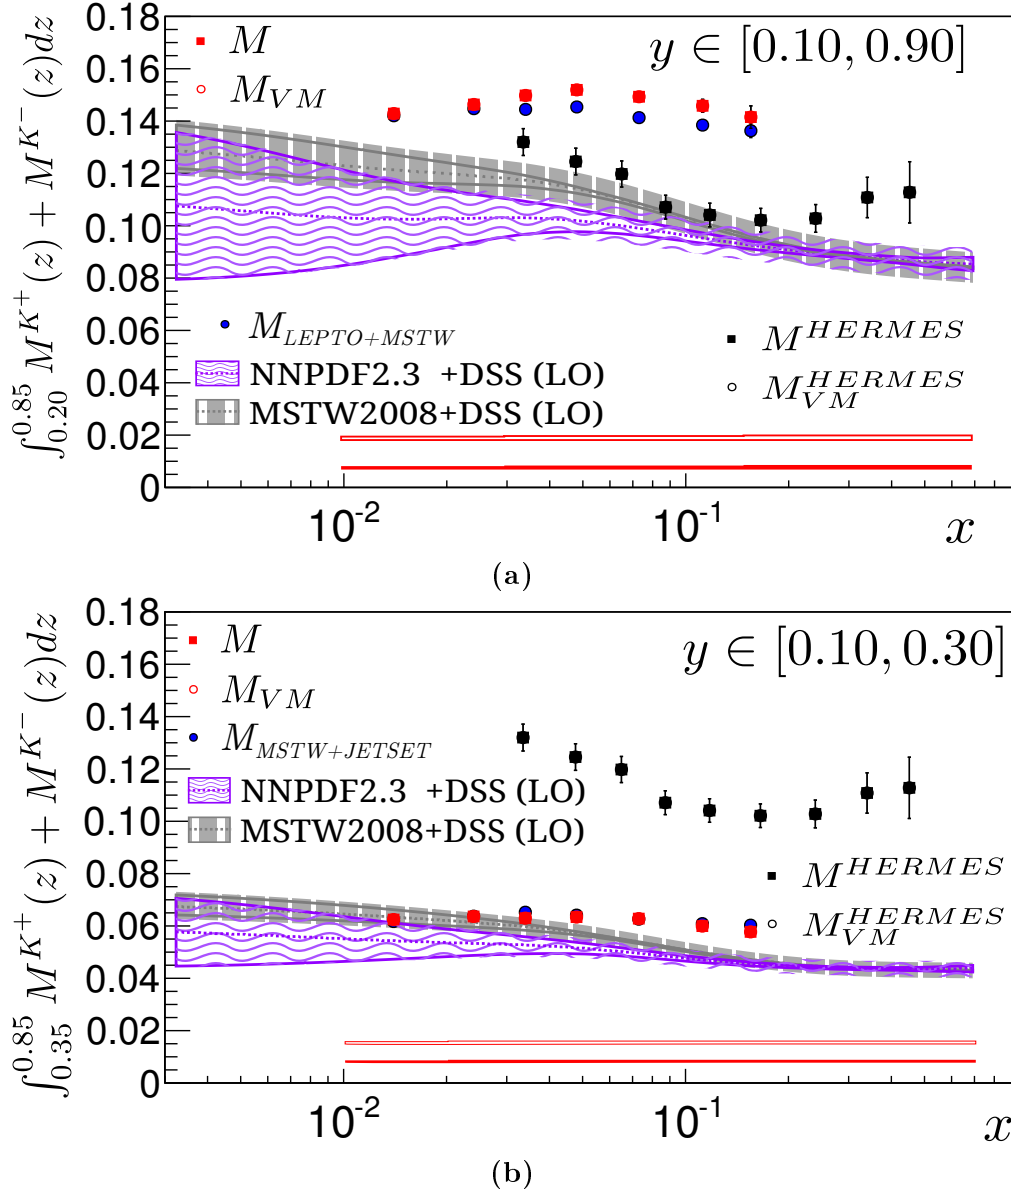 ∫_{0.20}^{0.85} M^{K^+}(z) + M^{K^-}(z)dz
0.18
0.16
0.14
0.12
0.1
0.08
0.06
0.04
0.02
0
M
M_{VM}
y ∈ [0.10, 0.90]
M_{LEPTO+MSTW}
NNPDF2.3 +DSS (LO)
MSTW2008+DSS (LO)
M^{HERMES}
M_{VM}^{HERMES}
10^{-2}
10^{-1}
x
(a)
∫_{0.35}^{0.85} M^{K^+}(z) + M^{K^-}(z)dz
0.18
0.16
0.14
0.12
0.10
0.08
0.06
0.04
0.02
0
M
M_{VM}
y ∈ [0.10, 0.30]
M_{MSTW+JETSET}
NNPDF2.3 +DSS (LO)
MSTW2008+DSS (LO)
M^{HERMES}
M_{VM}^{HERMES}
10^{-2}
10^{-1}
x
(b)